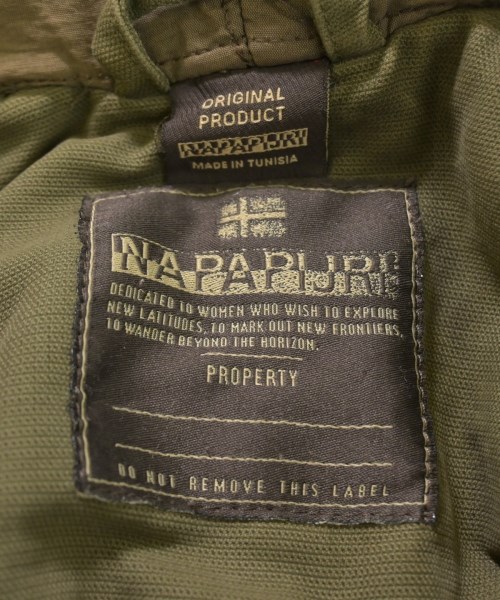 ORIGINAL
PRODUCT
NAPAPIJRI
MADE IN TUNISIA
NAPAPIJRI
DEDICATED TO WOMEN WHO WISH TO EXPLORE
NEW LATITUDES, TO MARK OUT NEW FRONTIERS,
TO WANDER BEYOND THE HORIZON.
PROPERTY
DO NOT REMOVE THIS LABEL